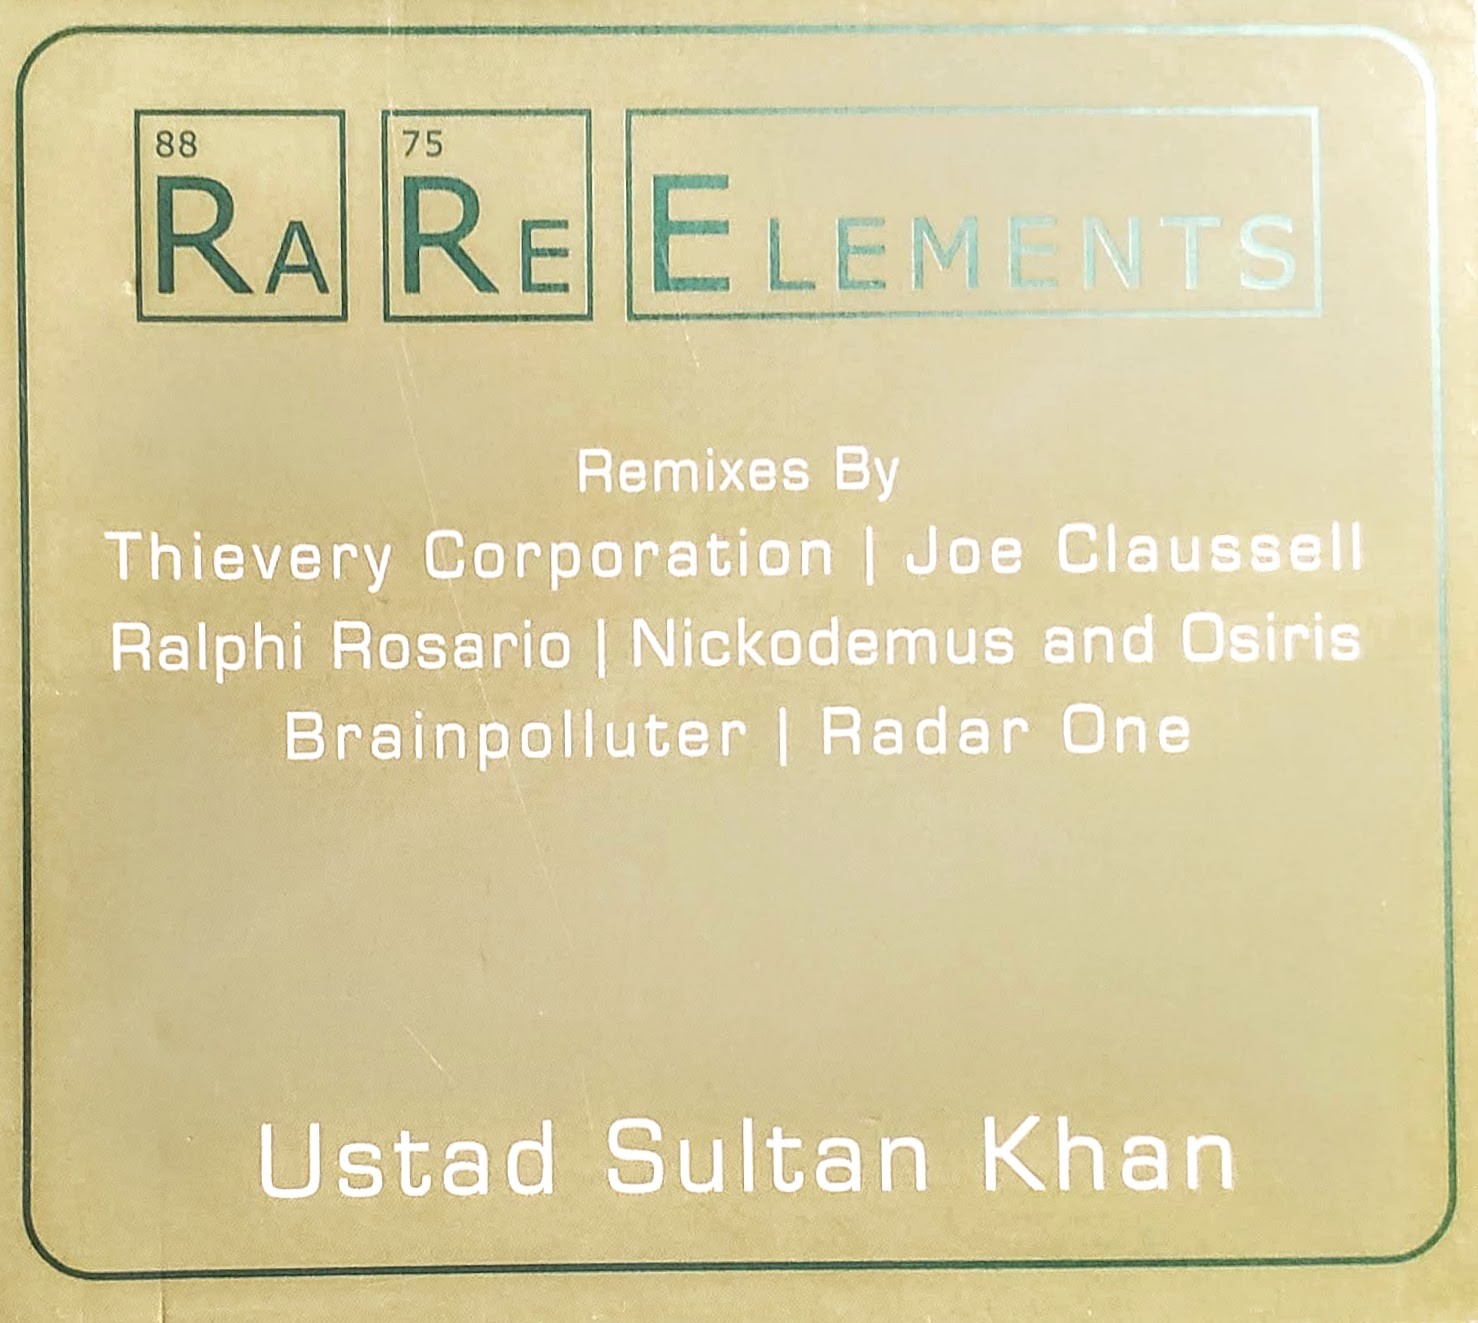 88 75
RA RE ELEMENTS
Remixes By
Thievery Corporation | Joe Claussell
Ralphi Rosario | Nickodemus and Osiris
Brainpolluter | Radar One
Ustad Sultan Khan